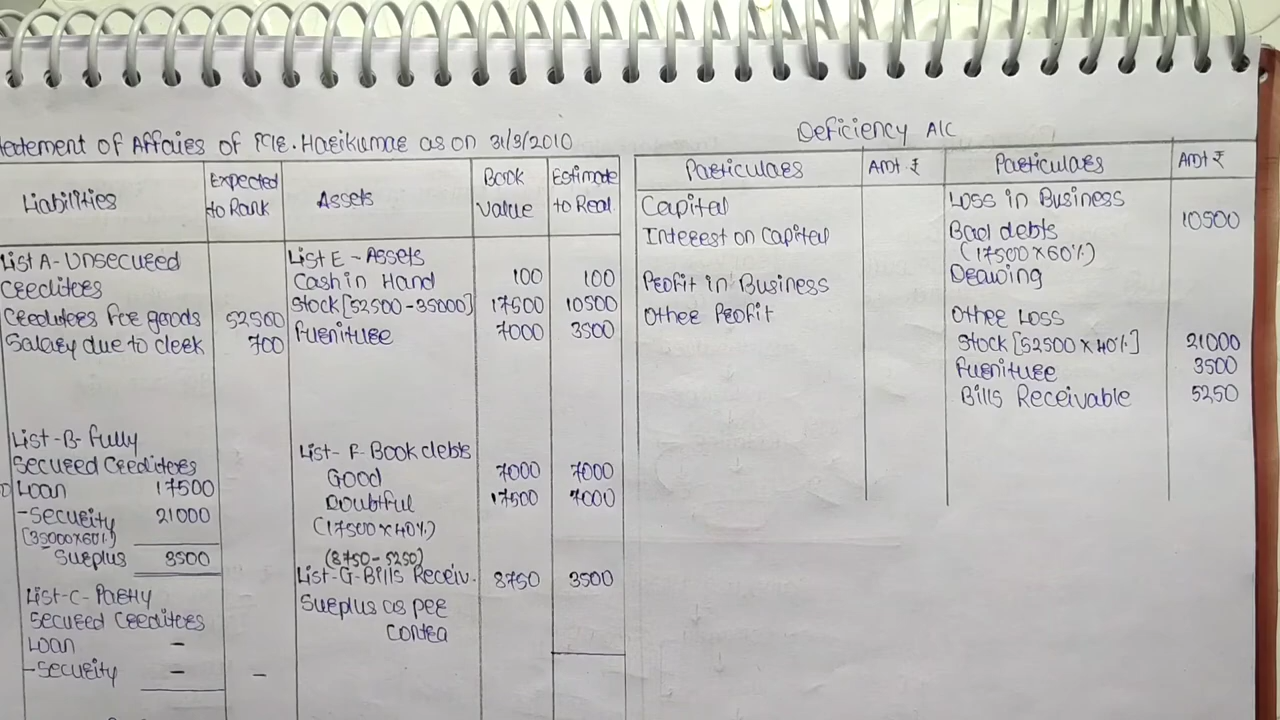 tatement of Affairs of Mr. Harikumar as on 31/3/2010
Liabilities | Expected to Rank | Assets | Book Value | Estimate to Real
List A - Unsecured | List E - Assets
Creditors | Cash in Hand 100 100
Creditors for goods 52500 | Stock [52500 - 35000] 17500 10500
Salary due to clerk 700 | Furniture 7000 3500
List - B - Fully
Secured Creditors | List - F - Book debts
Loan 17500 | Good 7000 7000
- Security 21000 | Doubtful 17500 7000
[35000 x 60%] | (17500 x 40%)
Surplus 3500 | (8750 - 5250)
List - C - Partly | List - G - Bills Receiv. 8750 3500
Secured Creditors | Surplus as per
Loan - | Contra
- Security - -
Deficiency A/C
Particulars | Amt ₹ | Particulars | Amt ₹
Capital | Loss in Business
Interest on Capital | Bad debts 10500
(17500 x 60%)
Profit in Business | Drawing
Other Profit | Other Loss
Stock [52500 x 40%] 21000
Furniture 3500
Bills Receivable 5250